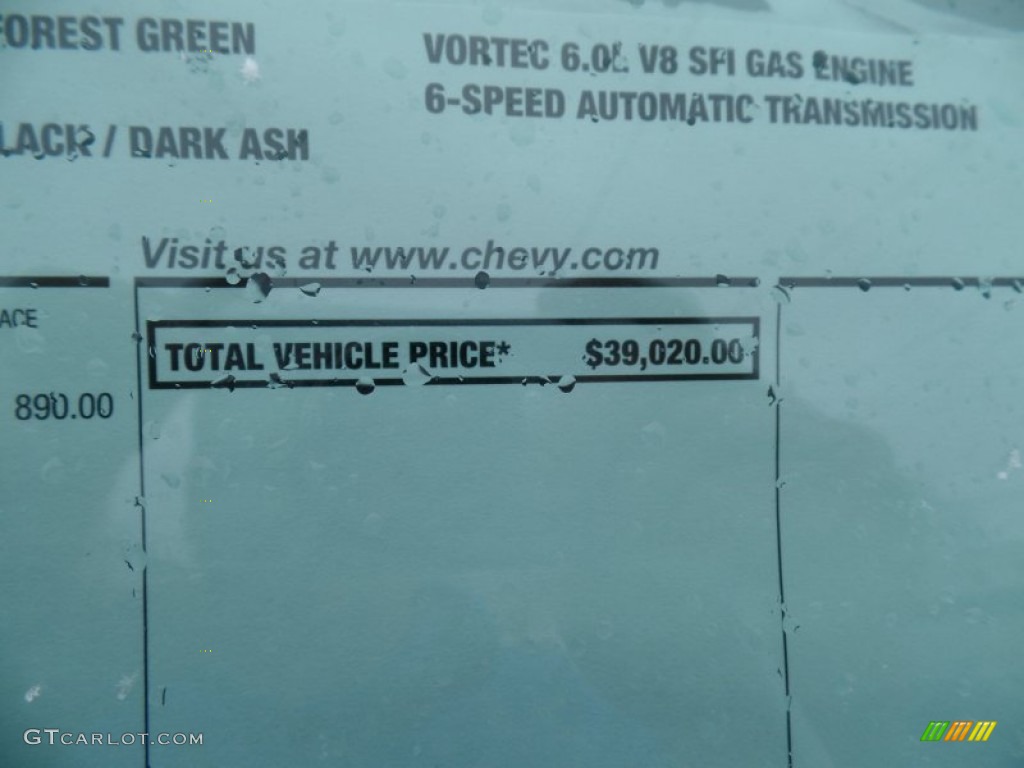 FOREST GREEN
VORTEC 6.0L V8 SFI GAS ENGINE
6-SPEED AUTOMATIC TRANSMISSION
LACK / DARK ASH
Visit us at www.chevy.com
ACE
TOTAL VEHICLE PRICE* $39,020.00
890.00
GTCARLOT.COM